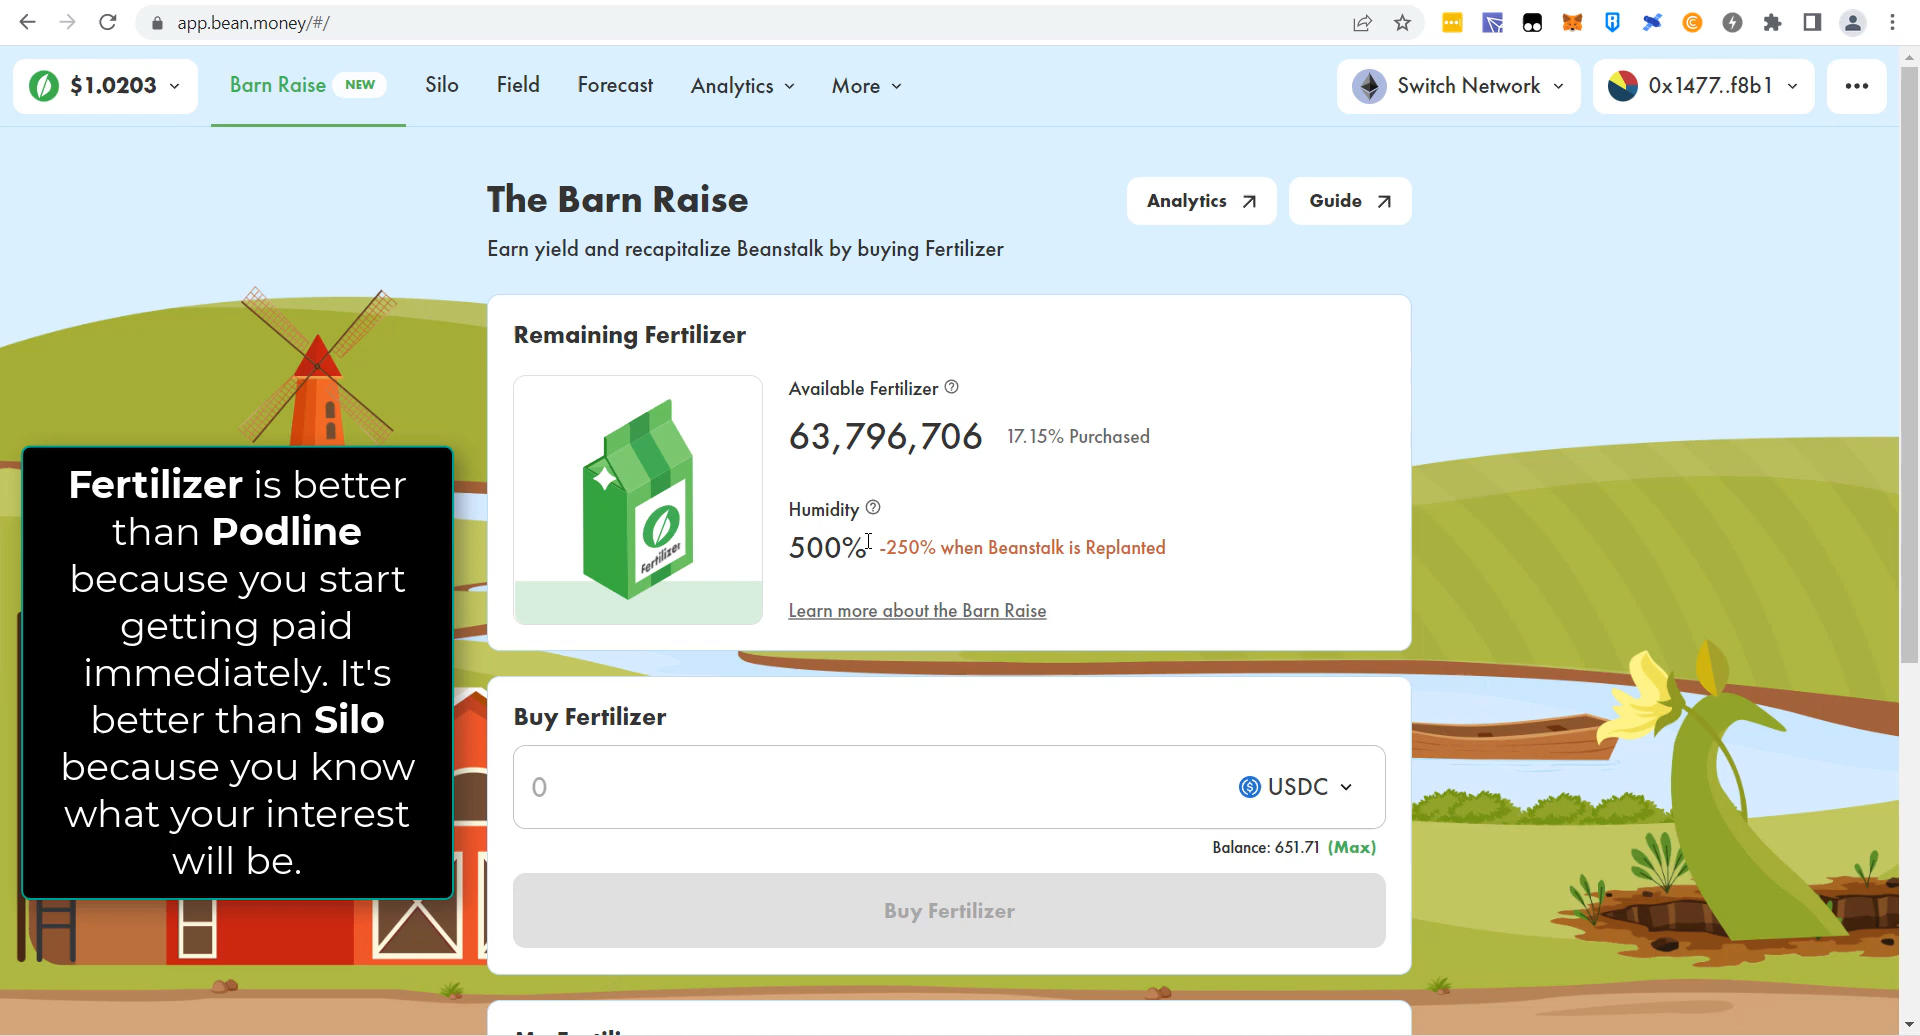 app.bean.money/#/
$1.0203
Barn Raise NEW
Silo
Field
Forecast
Analytics
More
Switch Network
0x1477..f8b1
The Barn Raise
Analytics
Guide
Earn yield and recapitalize Beanstalk by buying Fertilizer
Remaining Fertilizer
Fertilizer
Available Fertilizer
63,796,706 17.15% Purchased
Humidity
500% -250% when Beanstalk is Replanted
Learn more about the Barn Raise
Fertilizer is better
than Podline
because you start
getting paid
immediately. It's
better than Silo
because you know
what your interest
will be.
Buy Fertilizer
0
USDC
Balance: 651.71 (Max)
Buy Fertilizer